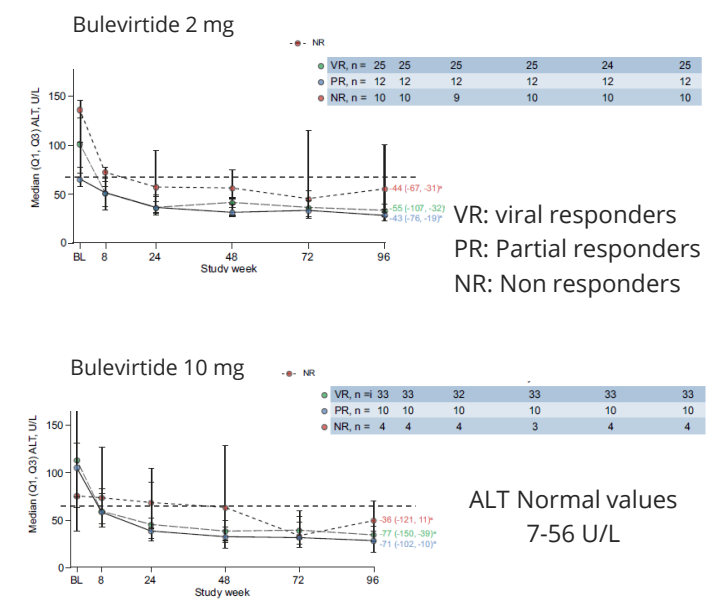 Bulevirtide 2 mg
NR
VR, n = 25 25 25 25 24 25
PR, n = 12 12 12 12 12 12
NR, n = 10 10 9 10 10 10
Median (Q1, Q3) ALT, U/L
150
100
50
0
-44 (-67, -31)ᵃ
-55 (-107, -32)
-43 (-76, -19)ᵃ
BL 8 24 48 72 96
Study week
VR: viral responders
PR: Partial responders
NR: Non responders
Bulevirtide 10 mg
NR
VR, n =i 33 33 32 33 33 33
PR, n = 10 10 10 10 10 10
NR, n = 4 4 4 3 4 4
Median (Q1, Q3) ALT, U/L
150
100
50
0
-36 (-121, 11)ᵃ
-77 (-150, -39)ᵃ
-71 (-102, -10)ᵃ
BL 8 24 48 72 96
Study week
ALT Normal values
7-56 U/L